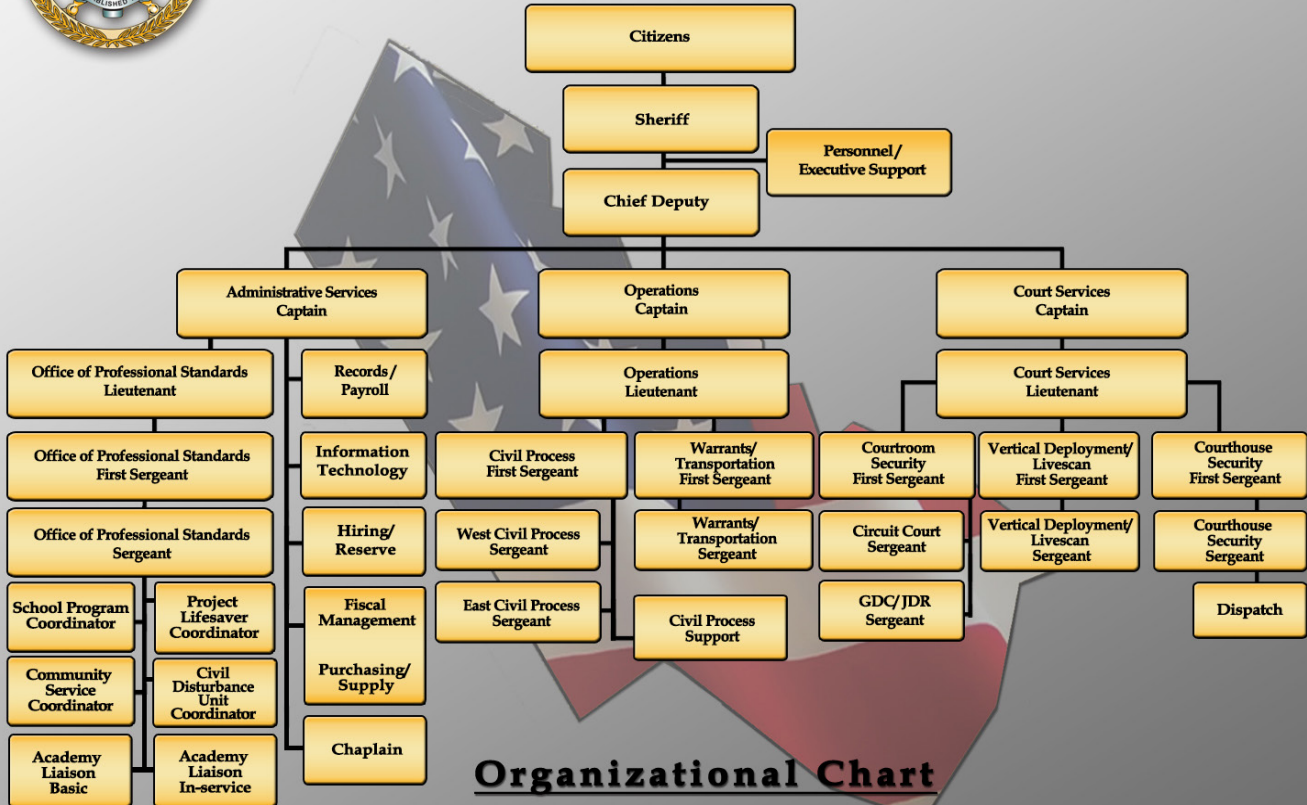 ESTABLISHED
Citizens
Sheriff
Personnel/
Executive Support
Chief Deputy
Administrative Services
Captain
Operations
Captain
Court Services
Captain
Office of Professional Standards
Lieutenant
Records/
Payroll
Operations
Lieutenant
Court Services
Lieutenant
Office of Professional Standards
First Sergeant
Information
Technology
Civil Process
First Sergeant
Warrants/
Transportation
First Sergeant
Courtroom
Security
First Sergeant
Vertical Deployment/
Livescan
First Sergeant
Courthouse
Security
First Sergeant
Office of Professional Standards
Sergeant
Hiring/
Reserve
West Civil Process
Sergeant
Warrants/
Transportation
Sergeant
Circuit Court
Sergeant
Vertical Deployment/
Livescan
Sergeant
Courthouse
Security
Sergeant
School Program
Coordinator
Project
Lifesaver
Coordinator
Fiscal
Management
Purchasing/
Supply
East Civil Process
Sergeant
Civil Process
Support
GDC/JDR
Sergeant
Dispatch
Community
Service
Coordinator
Civil
Disturbance
Unit
Coordinator
Academy
Liaison
Basic
Academy
Liaison
In-service
Chaplain
Organizational Chart